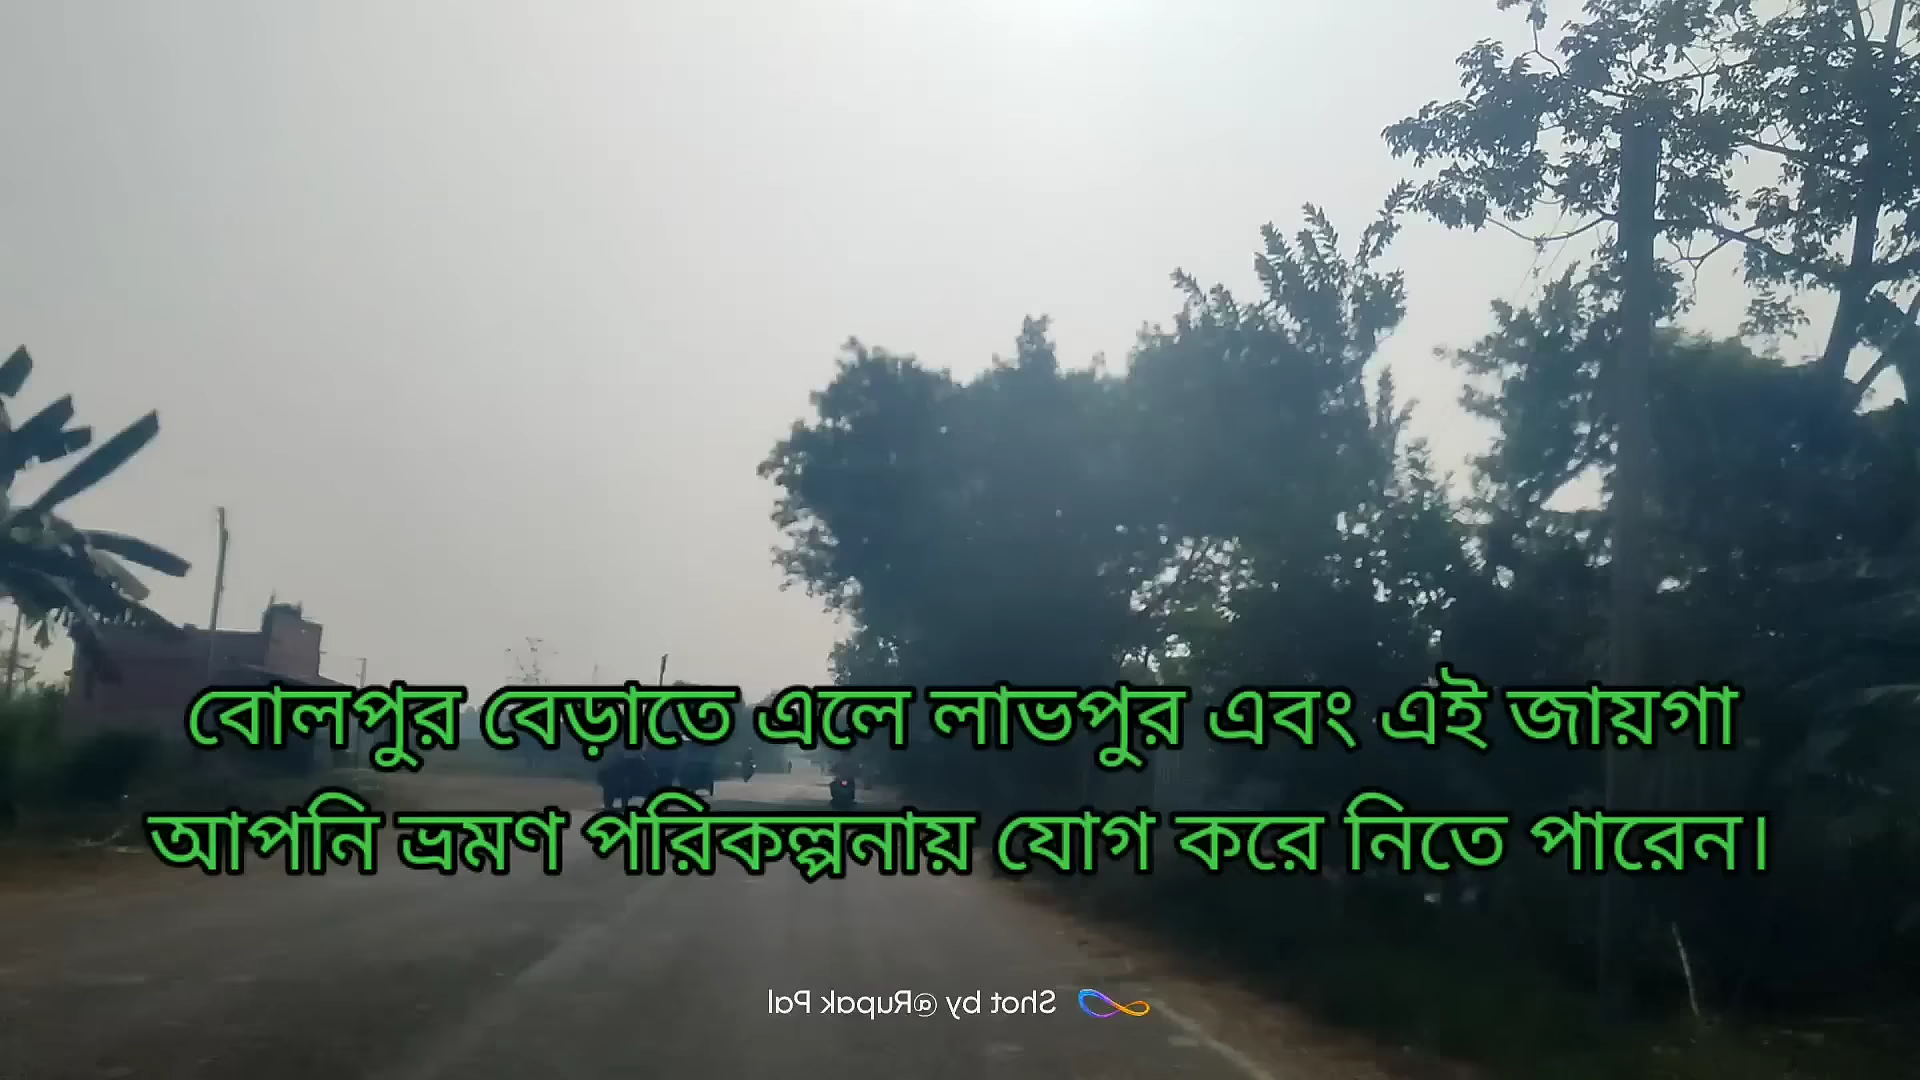 বোলপুর বেড়াতে এলে লাভপুর এবং এই জায়গা
আপনি ভ্রমণ পরিকল্পনায় যোগ করে নিতে পারেন।
Shot by @Rupak Pal